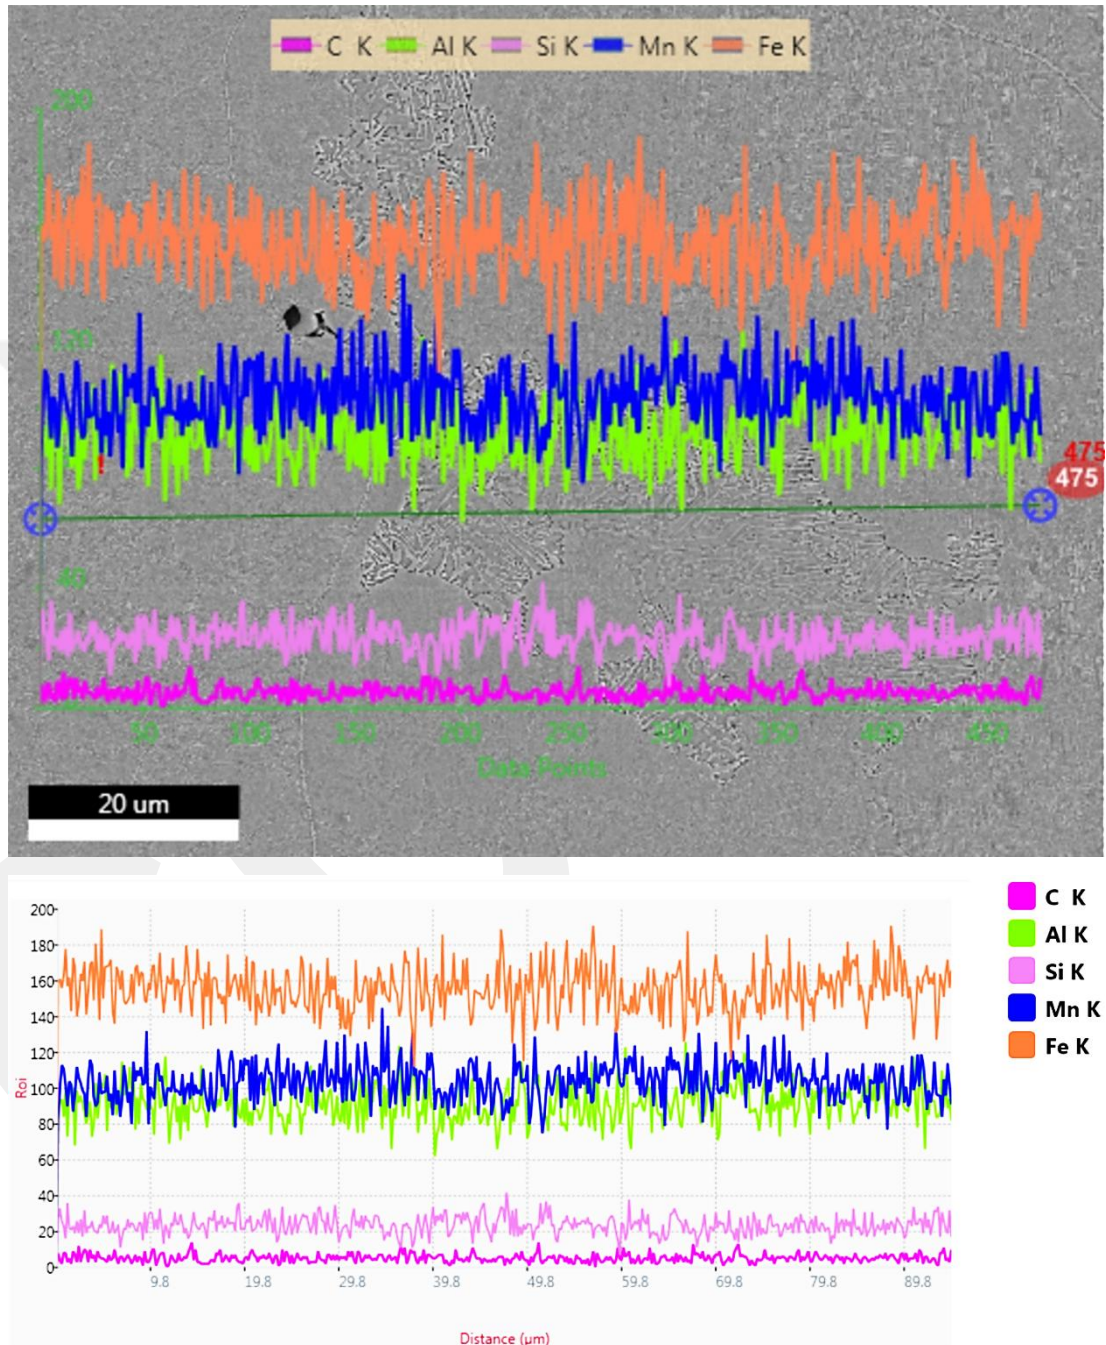 C K Al K Si K Mn K Fe K
200
120
475
475
40
50 100 150 200 250 300 350 400 450
Data Points
20 um
C K
Al K
Si K
Mn K
Fe K
200
180
160
140
120
100
80
60
40
20
0
Roi
9.8 19.8 29.8 39.8 49.8 59.8 69.8 79.8 89.8
Distance (µm)